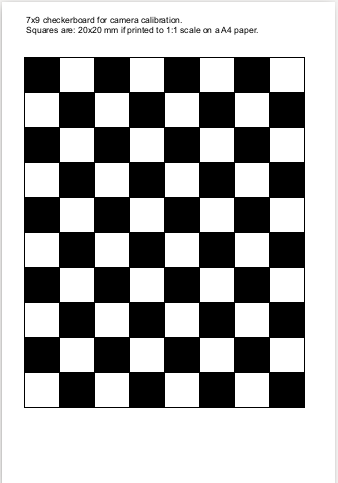 7x9 checkerboard for camera calibration.
Squares are: 20x20 mm if printed to 1:1 scale on a A4 paper.